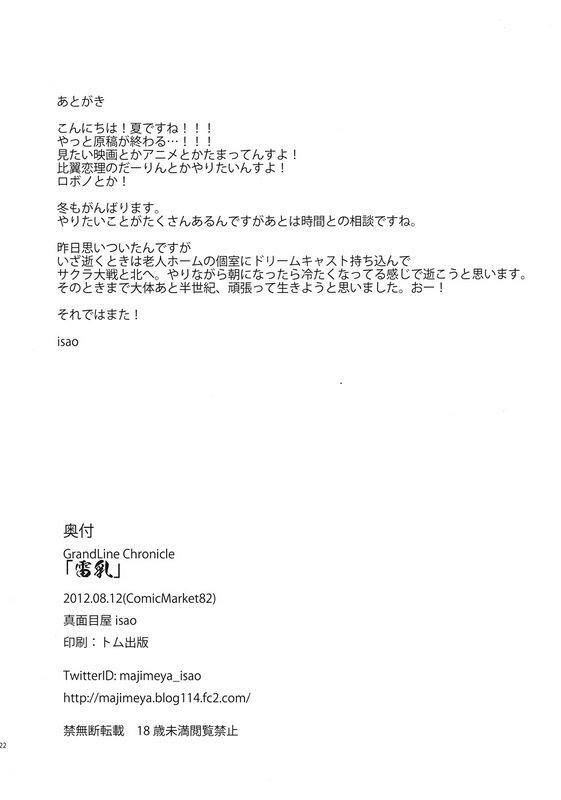 あとがき
こんにちは！夏ですね！！！
やっと原稿が終わる…！！！
見たい映画とかアニメとかたまってんすよ！
比翼恋理のだーりんとかやりたいんすよ！
ロボノとか！
冬もがんばります。
やりたいことがたくさんあるんですがあとは時間との相談ですね。
昨日思いついたんですが
いざ逝くときは老人ホームの個室にドリームキャスト持ち込んで
サクラ大戦と北へ。やりながら朝になったら冷たくなってる感じで逝こうと思います。
そのときまで大体あと半世紀、頑張って生きようと思いました。おー！
それではまた！
isao
奥付
GrandLine Chronicle
「雷乳」
2012.08.12(ComicMarket82)
真面目屋 isao
印刷：トム出版
TwitterID: majimeya_isao
http://majimeya.blog114.fc2.com/
禁無断転載　18歳未満閲覧禁止
22